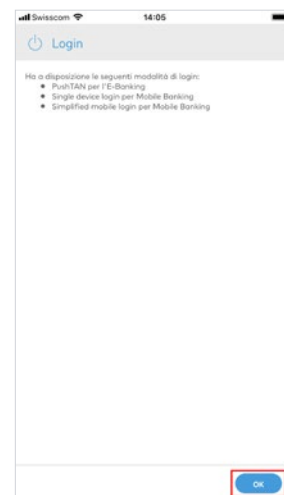 Swisscom 14:05
Login
Ha a disposizione le seguenti modalità di login:
PushTAN per l'E-Banking
Single device login per Mobile Banking
Simplified mobile login per Mobile Banking
OK